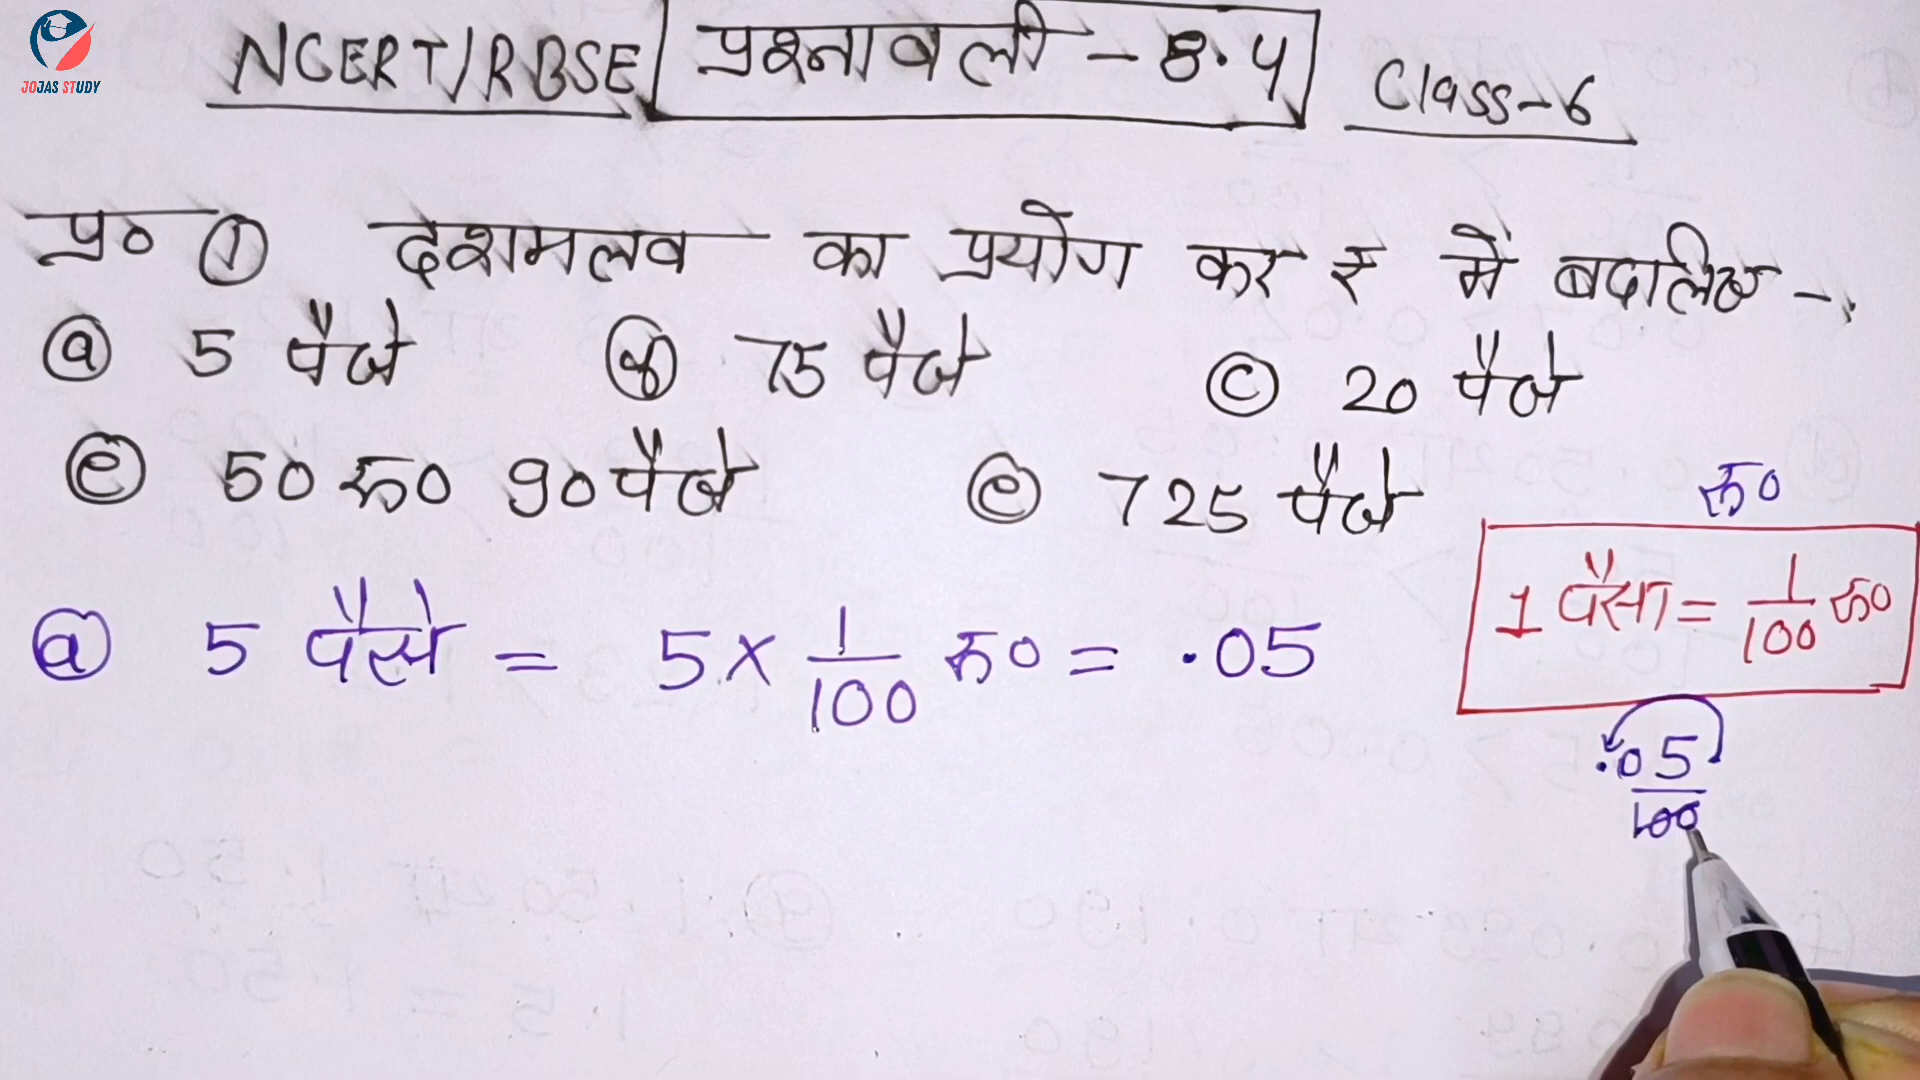 JOJAS STUDY
NCERT/RBSE प्रश्नावली - 8.4 Class-6
प्र० ① दशमलव का प्रयोग कर ₹ में बदलिए -
ⓐ 5 पैसे ⓑ 75 पैसे ⓒ 20 पैसे
ⓔ 50 रू० 90 पैसे ⓔ 725 पैसे
रू०
1 पैसा = 1/100 रू०
ⓐ 5 पैसे = 5 × 1/100 रू० = .05
.05
100